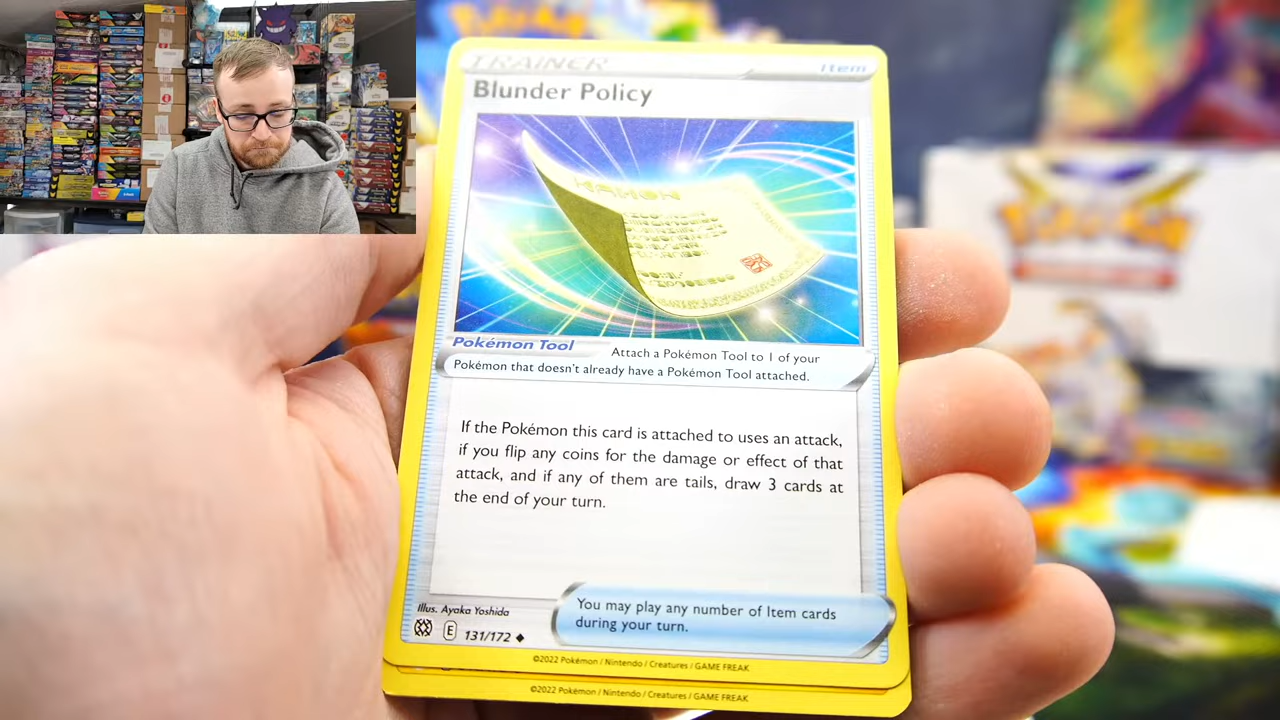 TRAINER
Item
Blunder Policy
Pokémon Tool
Attach a Pokémon Tool to 1 of your
Pokémon that doesn't already have a Pokémon Tool attached.
If the Pokémon this card is attached to uses an attack,
if you flip any coins for the damage or effect of that
attack, and if any of them are tails, draw 3 cards at
the end of your turn.
You may play any number of Item cards
during your turn.
Illus. Ayaka Yoshida
E 131/172
©2022 Pokémon / Nintendo / Creatures / GAME FREAK
©2022 Pokémon / Nintendo / Creatures / GAME FREAK
Pokémon